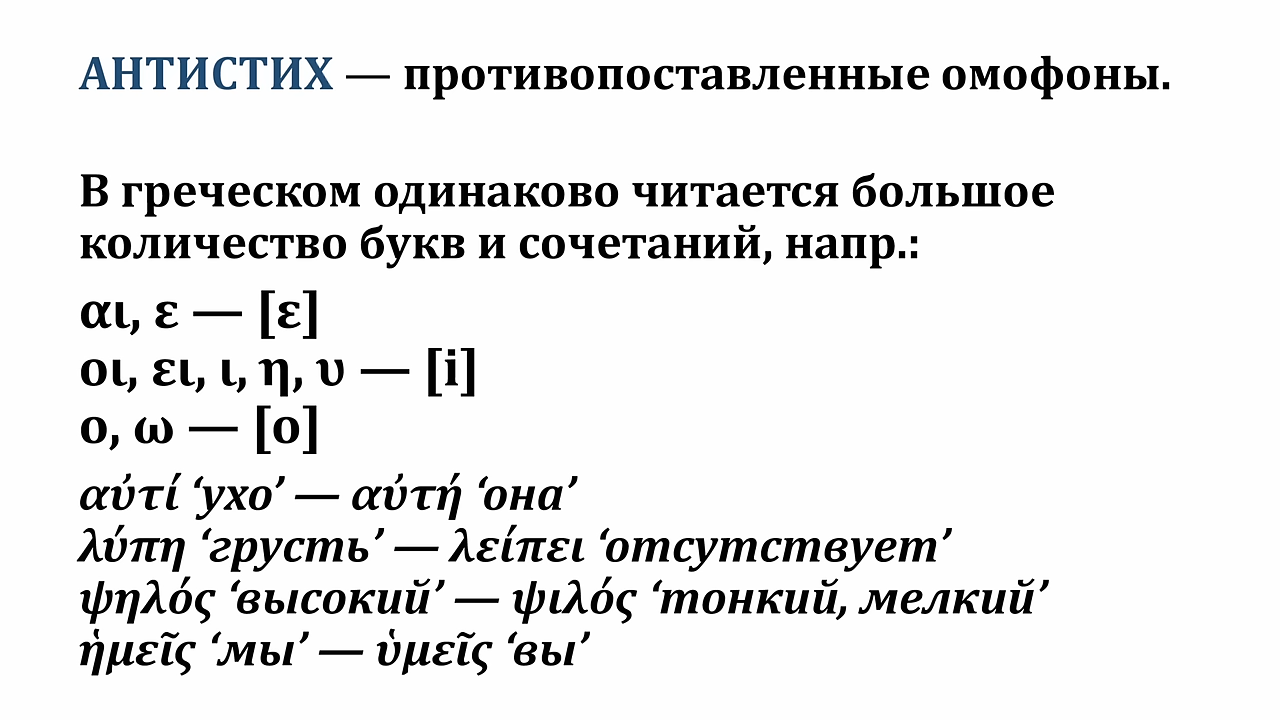 АНТИСТИХ — противопоставленные омофоны.
В греческом одинаково читается большое
количество букв и сочетаний, напр.:
αι, ε — [ε]
οι, ει, ι, η, υ — [i]
ο, ω — [o]
αὐτί ‘ухо’ — αὐτή ‘она’
λύπη ‘грусть’ — λείπει ‘отсутствует’
ψηλός ‘высокий’ — ψιλός ‘тонкий, мелкий’
ἡμεῖς ‘мы’ — ὑμεῖς ‘вы’